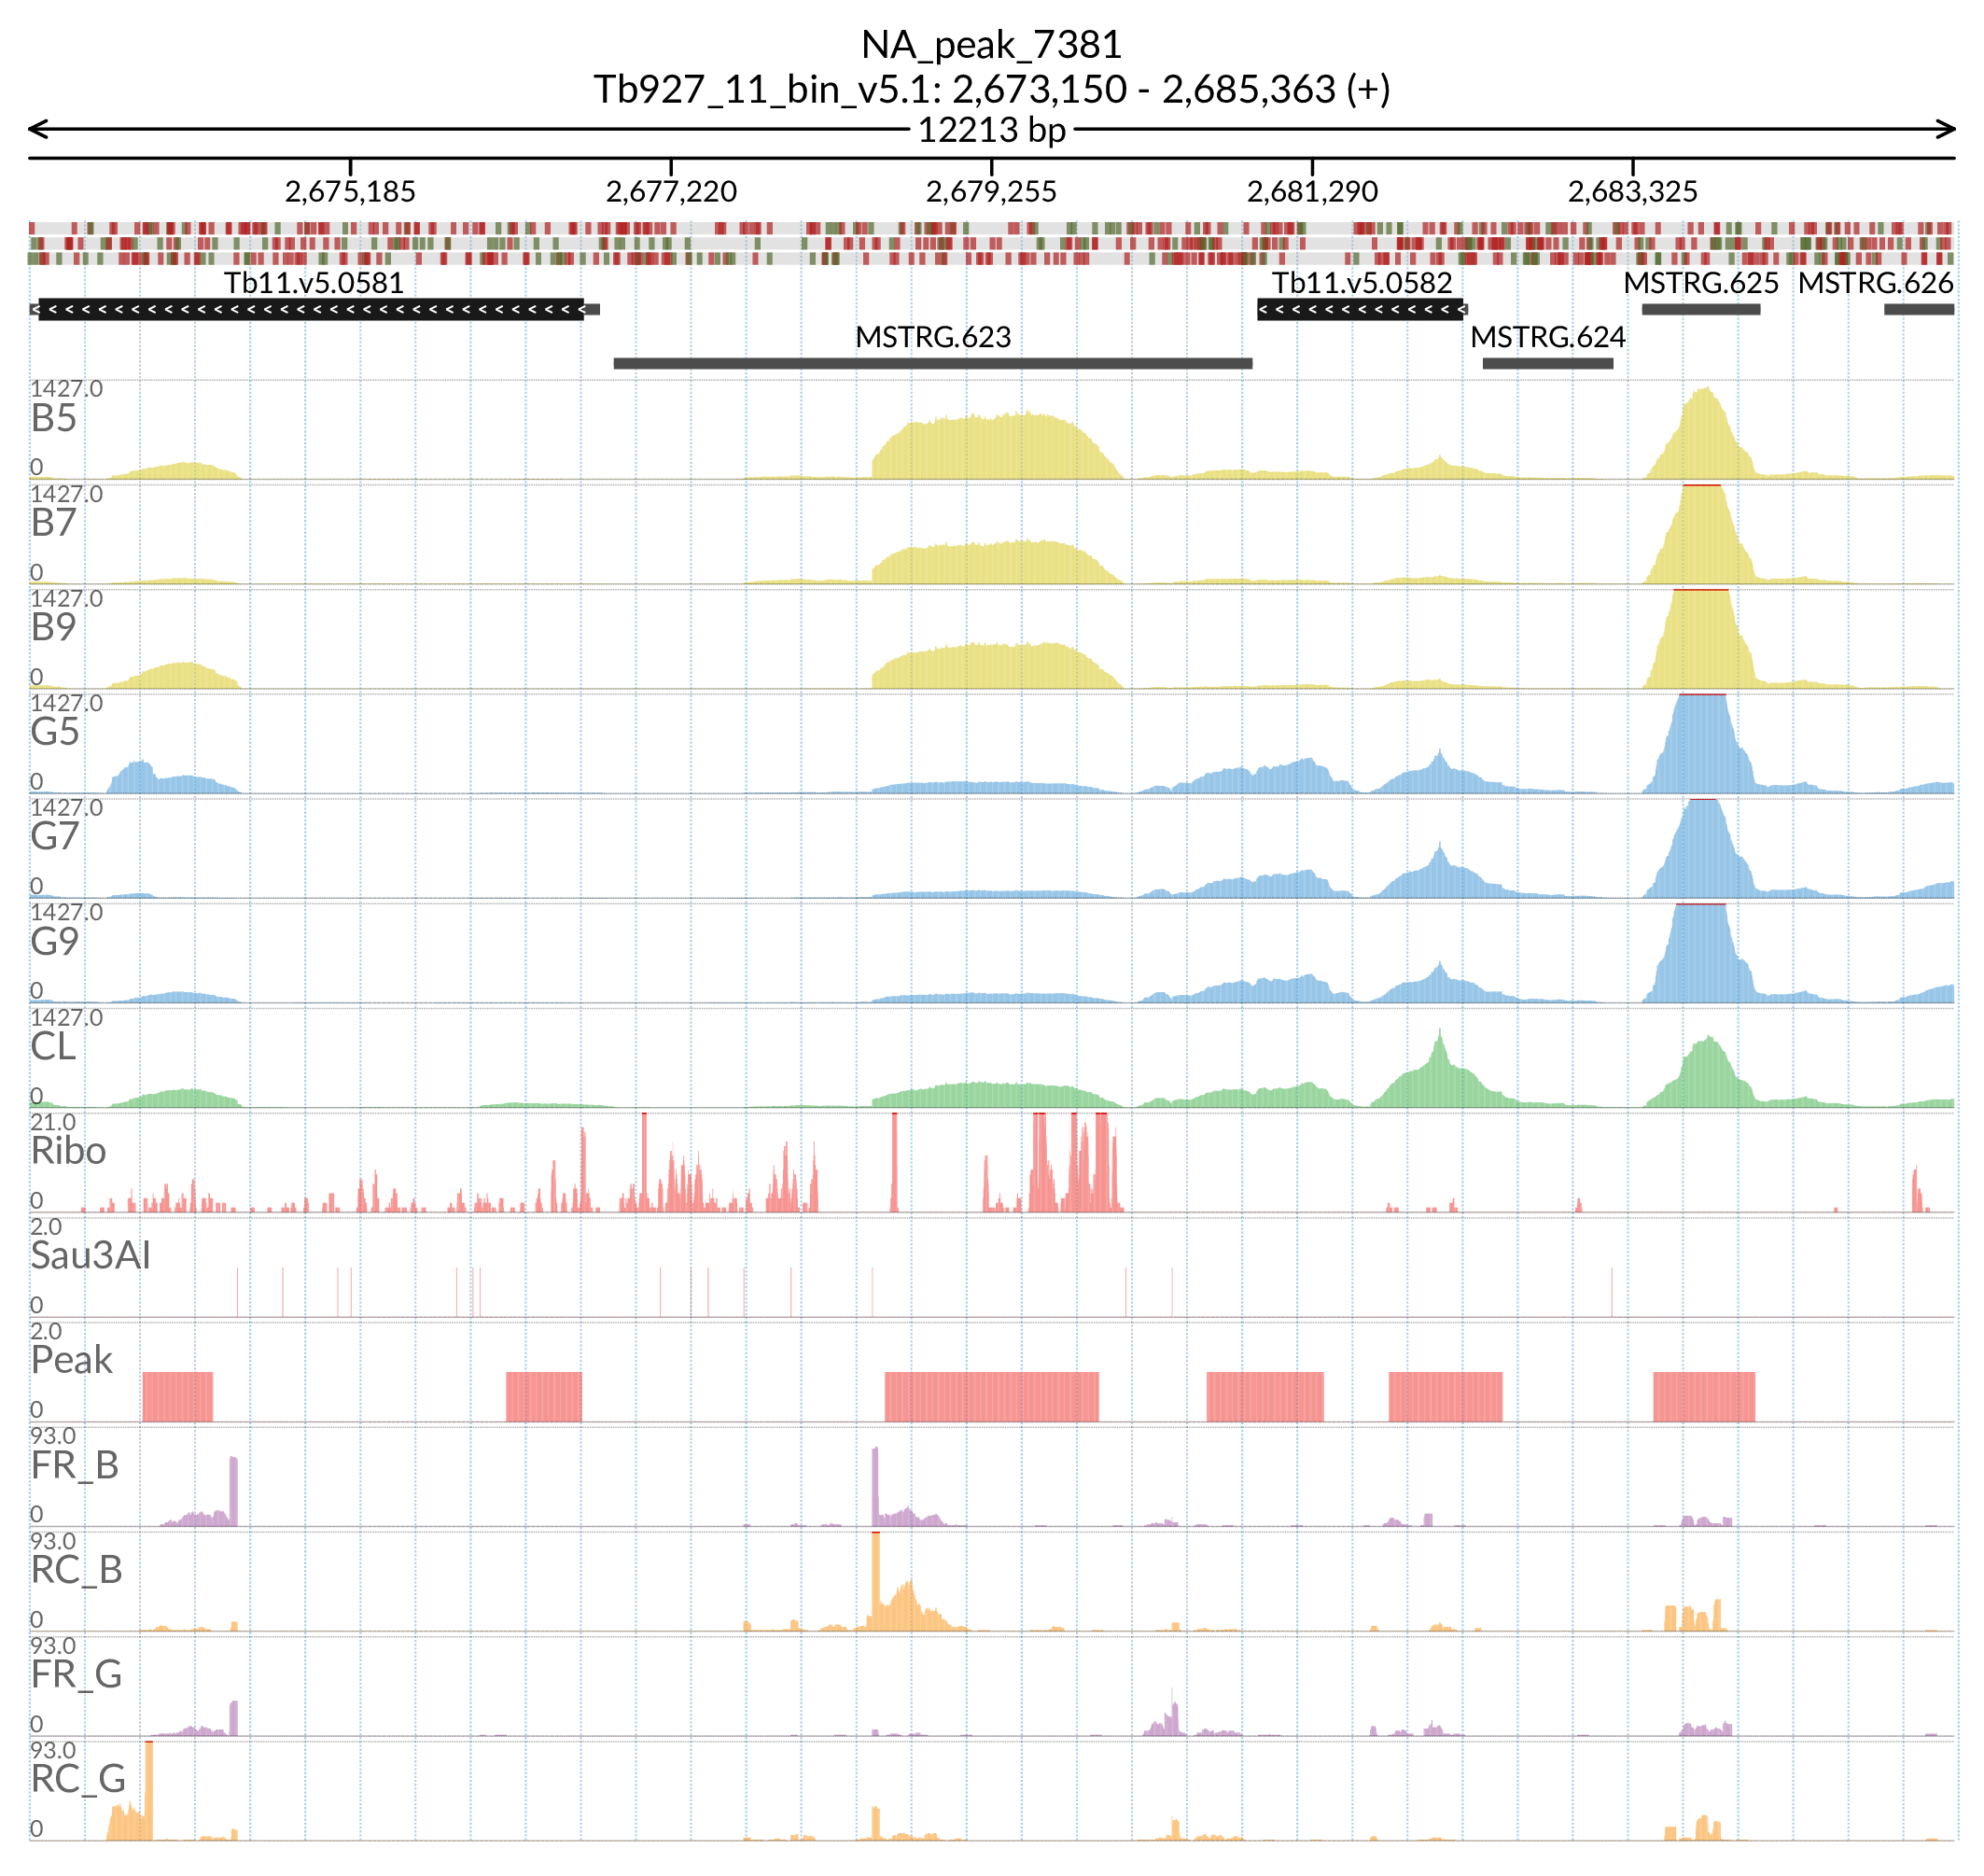 NA_peak_7381
Tb927_11_bin_v5.1: 2,673,150 - 2,685,363 (+)
12213 bp
2,675,185 2,677,220 2,679,255 2,681,290 2,683,325
Tb11.v5.0581 Tb11.v5.0582 MSTRG.625 MSTRG.626
MSTRG.623 MSTRG.624
1427.0
B5
0
1427.0
B7
0
1427.0
B9
0
1427.0
G5
0
1427.0
G7
0
1427.0
G9
0
1427.0
CL
0
21.0
Ribo
0
2.0
Sau3AI
0
2.0
Peak
0
93.0
FR_B
0
93.0
RC_B
0
93.0
FR_G
0
93.0
RC_G
0